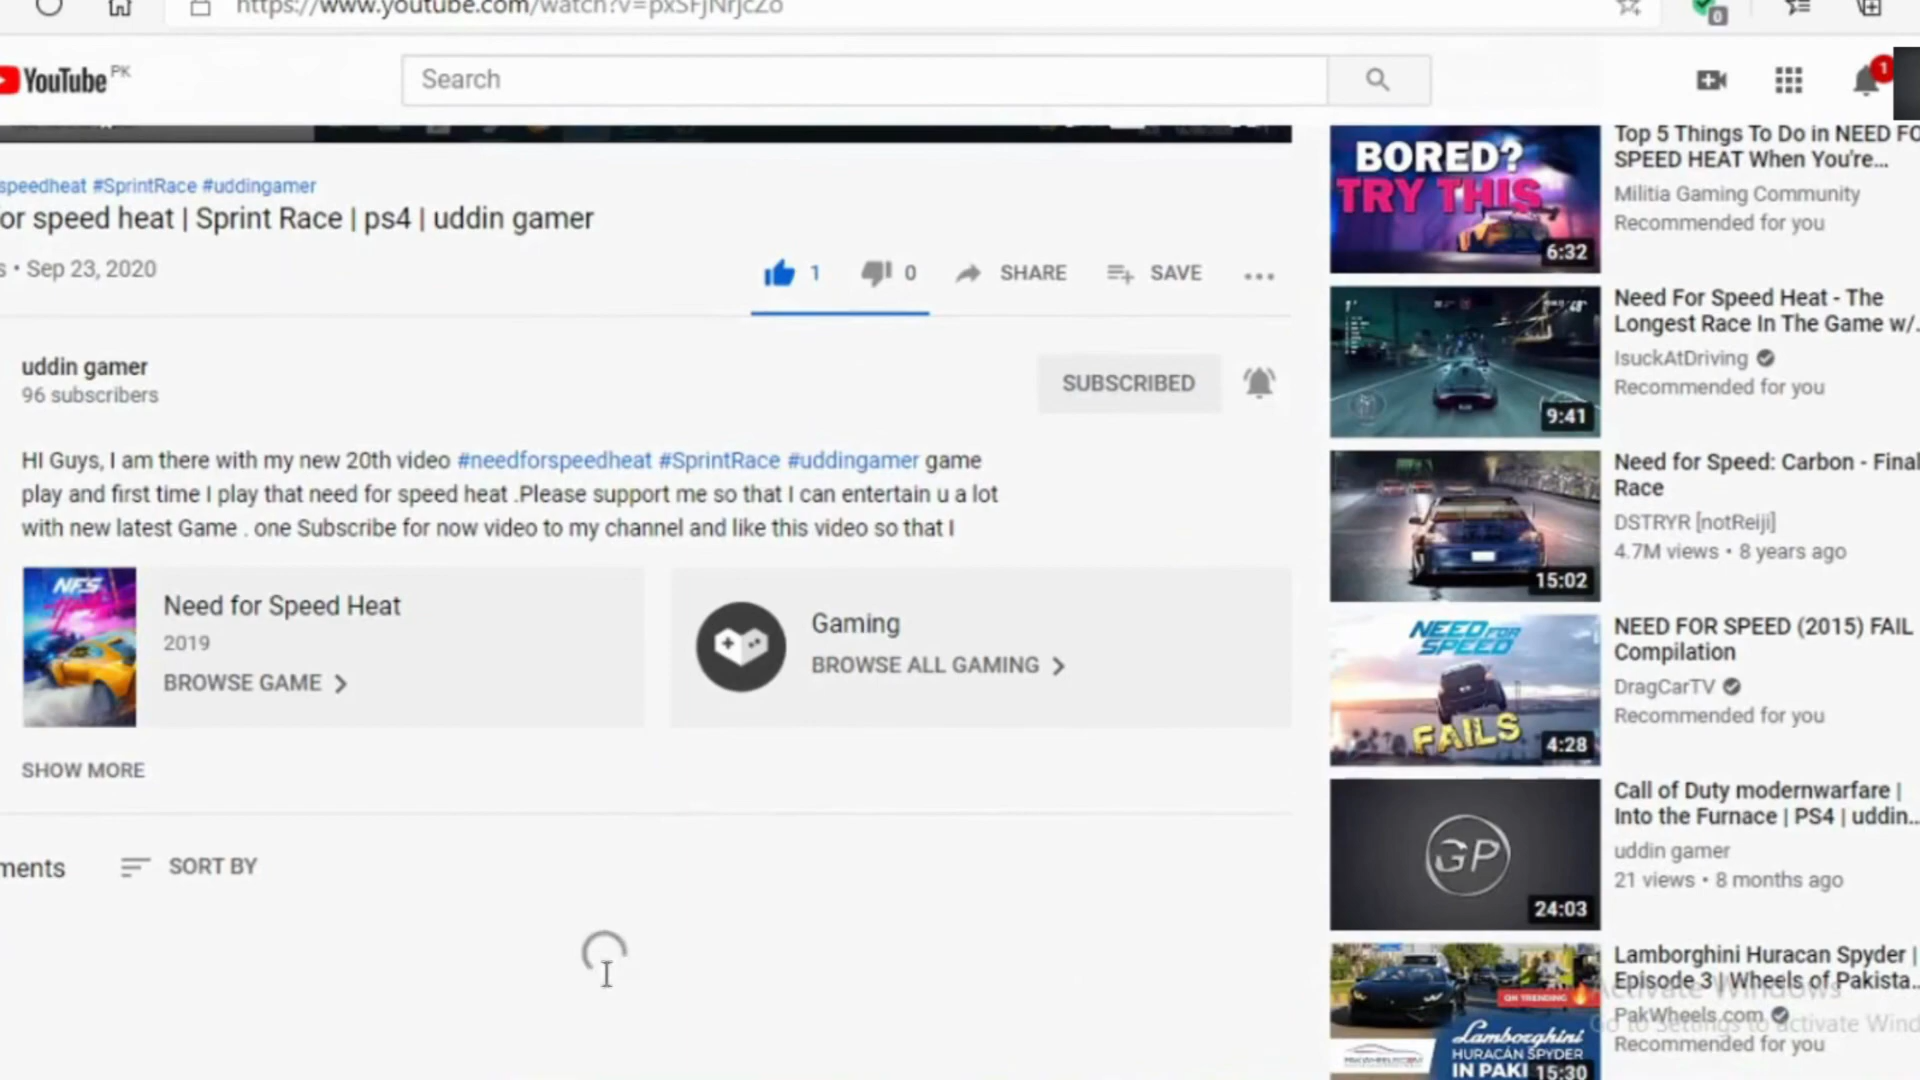 https://www.youtube.com/watch?v=pxSFjNrjcZo
0
YouTube PK
Search
1
speedheat #SprintRace #uddingamer
or speed heat | Sprint Race | ps4 | uddin gamer
s • Sep 23, 2020
1
0
SHARE
SAVE
uddin gamer
96 subscribers
SUBSCRIBED
HI Guys, I am there with my new 20th video #needforspeedheat #SprintRace #uddingamer game
play and first time I play that need for speed heat .Please support me so that I can entertain u a lot
with new latest Game . one Subscribe for now video to my channel and like this video so that I
NFS
Need for Speed Heat
2019
BROWSE GAME
Gaming
BROWSE ALL GAMING
SHOW MORE
ments
SORT BY
BORED?
TRY THIS
6:32
Top 5 Things To Do in NEED FO
SPEED HEAT When You're...
Militia Gaming Community
Recommended for you
9:41
Need For Speed Heat - The
Longest Race In The Game w/.
IsuckAtDriving
Recommended for you
15:02
Need for Speed: Carbon - Final
Race
DSTRYR [notReiji]
4.7M views • 8 years ago
NEED FOR
SPEED
FAILS
4:28
NEED FOR SPEED (2015) FAIL
Compilation
DragCarTV
Recommended for you
GP
24:03
Call of Duty modernwarfare |
Into the Furnace | PS4 | uddin...
uddin gamer
21 views • 8 months ago
ON TRENDING
Lamborghini
HURACÁN SPYDER
IN PAKI
15:30
Lamborghini Huracan Spyder |
Episode 3 | Wheels of Pakista..
PakWheels.com
Recommended for you
Activate Windows
Go to Settings to activate Wind